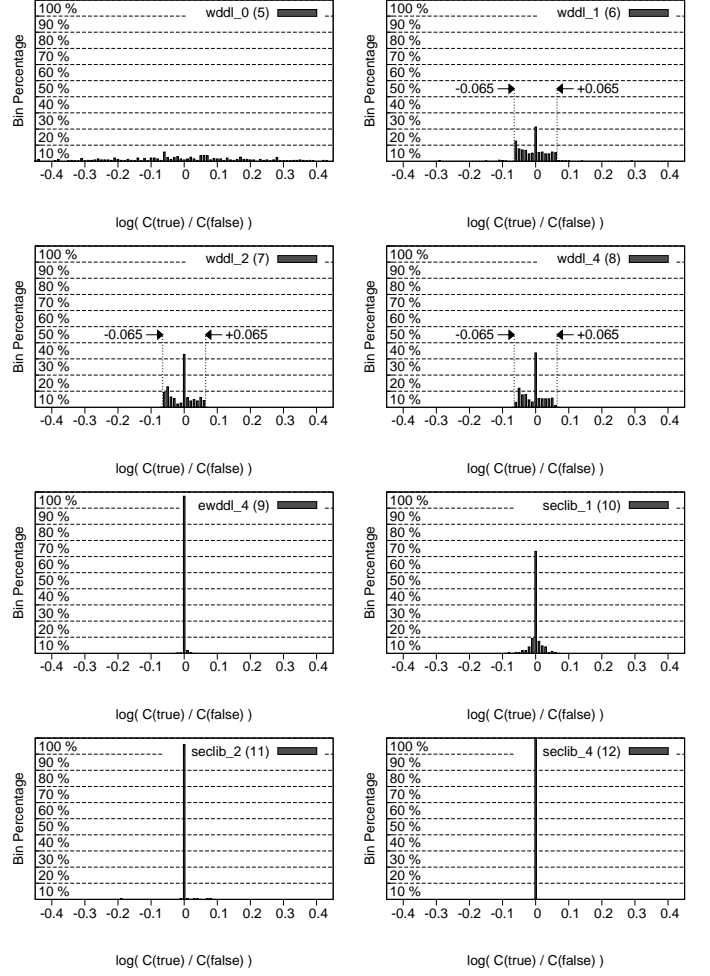 100 % wddl_0 (5)
90 %
80 %
70 %
60 %
50 %
40 %
30 %
20 %
10 %
Bin Percentage
-0.4 -0.3 -0.2 -0.1 0 0.1 0.2 0.3 0.4
log( C(true) / C(false) )
100 % wddl_1 (6)
90 %
80 %
70 %
60 %
50 % -0.065 +0.065
40 %
30 %
20 %
10 %
Bin Percentage
-0.4 -0.3 -0.2 -0.1 0 0.1 0.2 0.3 0.4
log( C(true) / C(false) )
100 % wddl_2 (7)
90 %
80 %
70 %
60 %
50 % -0.065 +0.065
40 %
30 %
20 %
10 %
Bin Percentage
-0.4 -0.3 -0.2 -0.1 0 0.1 0.2 0.3 0.4
log( C(true) / C(false) )
100 % wddl_4 (8)
90 %
80 %
70 %
60 %
50 % -0.065 +0.065
40 %
30 %
20 %
10 %
Bin Percentage
-0.4 -0.3 -0.2 -0.1 0 0.1 0.2 0.3 0.4
log( C(true) / C(false) )
100 % ewddl_4 (9)
90 %
80 %
70 %
60 %
50 %
40 %
30 %
20 %
10 %
Bin Percentage
-0.4 -0.3 -0.2 -0.1 0 0.1 0.2 0.3 0.4
log( C(true) / C(false) )
100 % seclib_1 (10)
90 %
80 %
70 %
60 %
50 %
40 %
30 %
20 %
10 %
Bin Percentage
-0.4 -0.3 -0.2 -0.1 0 0.1 0.2 0.3 0.4
log( C(true) / C(false) )
100 % seclib_2 (11)
90 %
80 %
70 %
60 %
50 %
40 %
30 %
20 %
10 %
Bin Percentage
-0.4 -0.3 -0.2 -0.1 0 0.1 0.2 0.3 0.4
log( C(true) / C(false) )
100 % seclib_4 (12)
90 %
80 %
70 %
60 %
50 %
40 %
30 %
20 %
10 %
Bin Percentage
-0.4 -0.3 -0.2 -0.1 0 0.1 0.2 0.3 0.4
log( C(true) / C(false) )